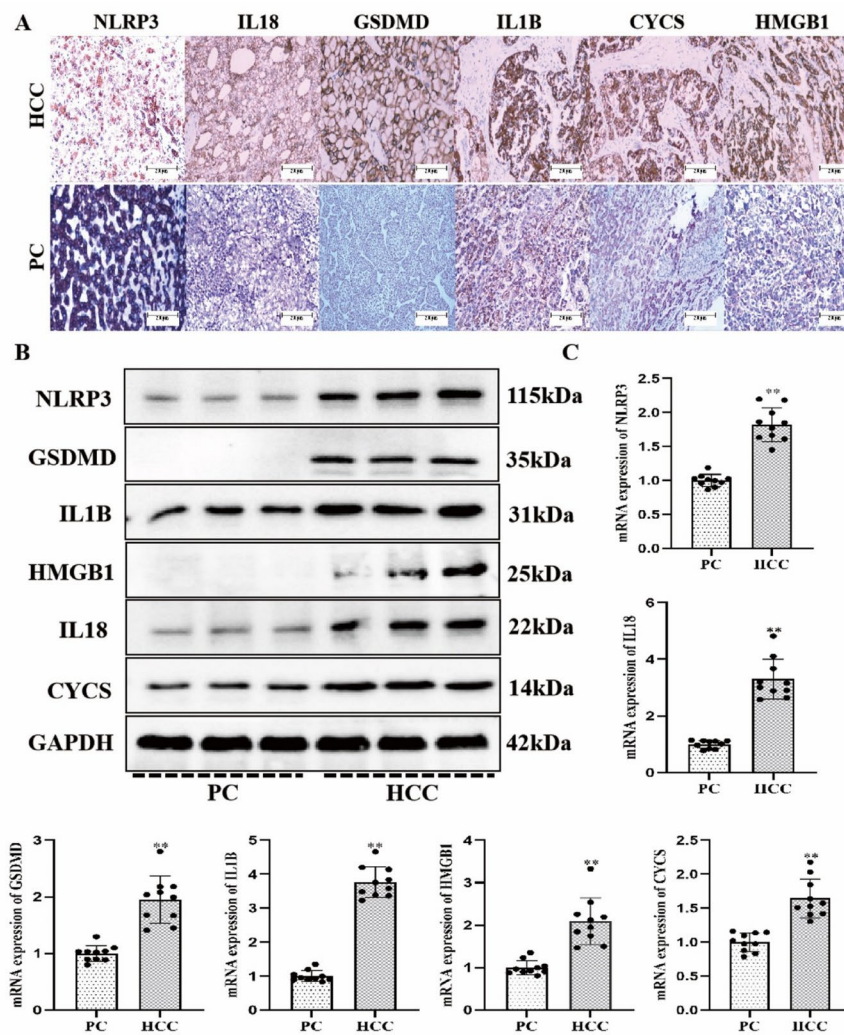 A
NLRP3 IL18 GSDMD IL1B CYCS HMGB1
HCC
PC
B
NLRP3 115kDa
GSDMD 35kDa
IL1B 31kDa
HMGB1 25kDa
IL18 22kDa
CYCS 14kDa
GAPDH 42kDa
PC HCC
C
mRNA expression of NLRP3
2.5
2.0
1.5
1.0
0.5
0.0
**
PC HCC
mRNA expression of IL18
6
4
2
0
**
PC HCC
mRNA expression of GSDMD
3
2
1
0
**
PC HCC
mRNA expression of IL1B
5
4
3
2
1
0
**
PC HCC
mRNA expression of HMGB1
4
3
2
1
0
**
PC HCC
mRNA expression of CYCS
2.5
2.0
1.5
1.0
0.5
0.0
**
PC HCC